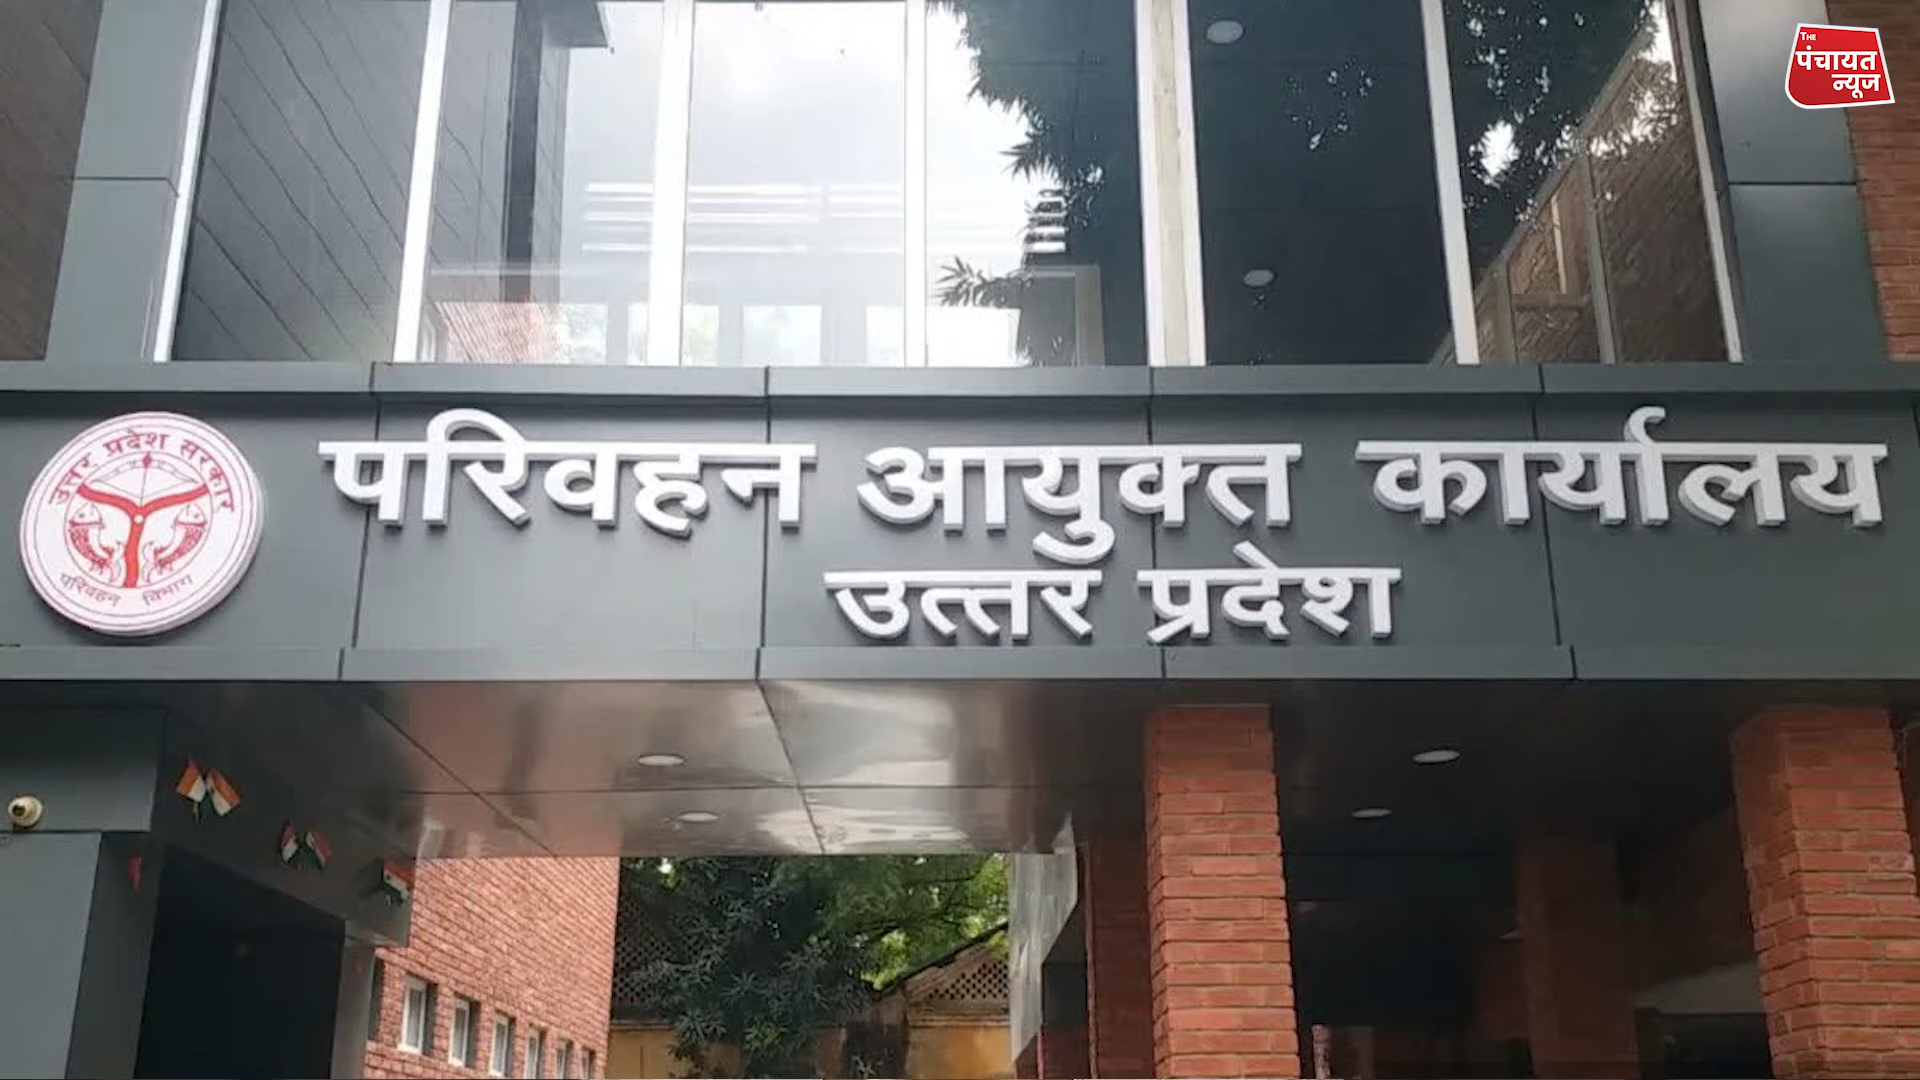 THE
पंचायत
न्यूज
उत्तर प्रदेश सरकार
परिवहन विभाग
परिवहन आयुक्त कार्यालय
उत्तर प्रदेश